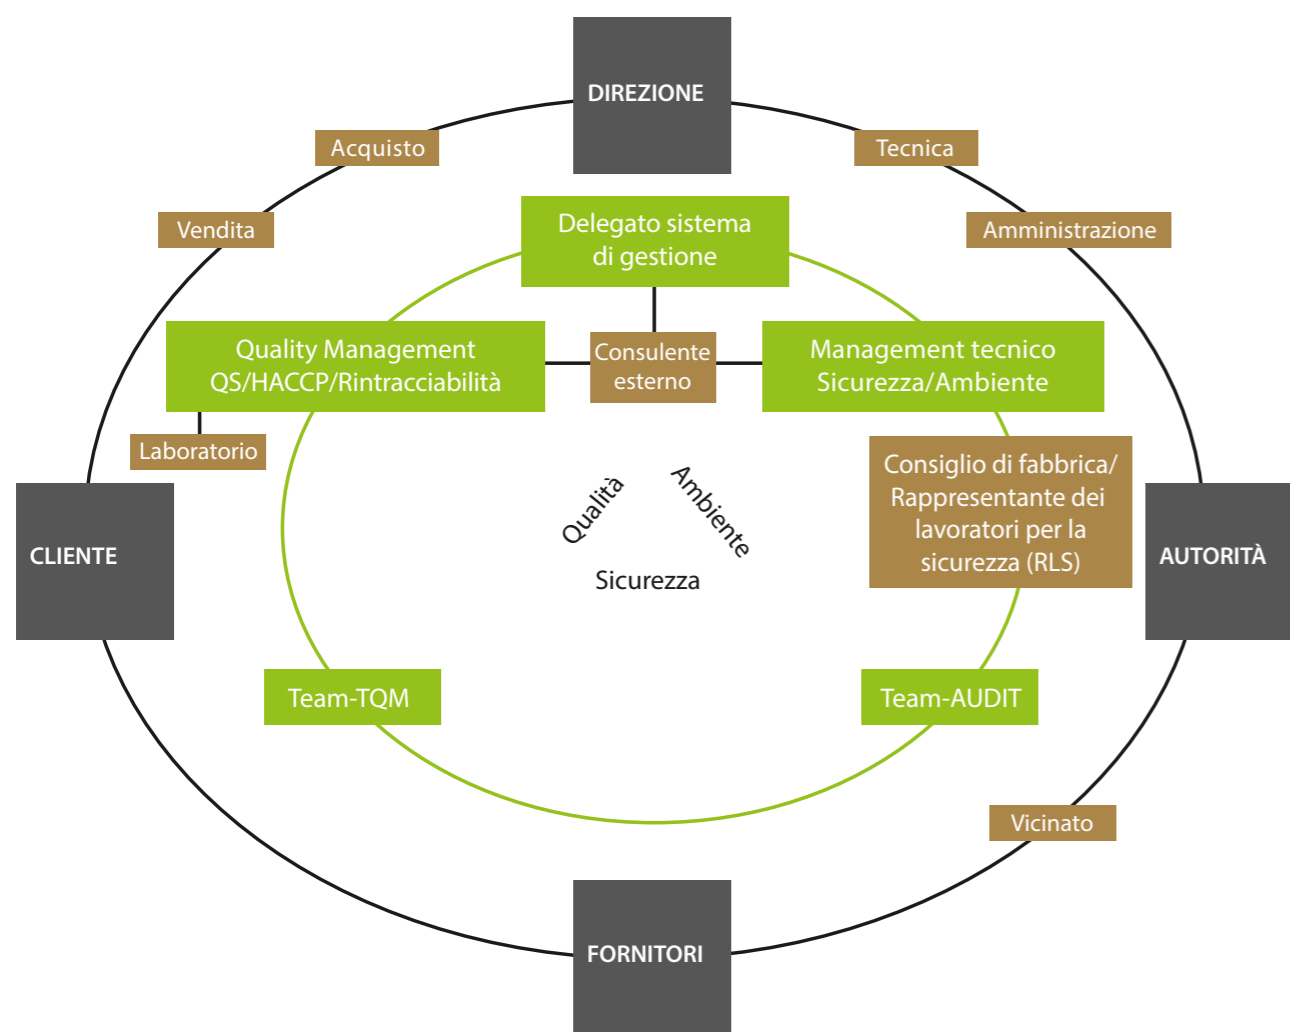 DIREZIONE
Acquisto
Tecnica
Vendita
Delegato sistema
di gestione
Amministrazione
Quality Management
QS/HACCP/Rintracciabilità
Consulente
esterno
Management tecnico
Sicurezza/Ambiente
Laboratorio
Consiglio di fabbrica/
Rappresentante dei
lavoratori per la
sicurezza (RLS)
Qualità
Ambiente
Sicurezza
CLIENTE
AUTORITÀ
Team-TQM
Team-AUDIT
Vicinato
FORNITORI